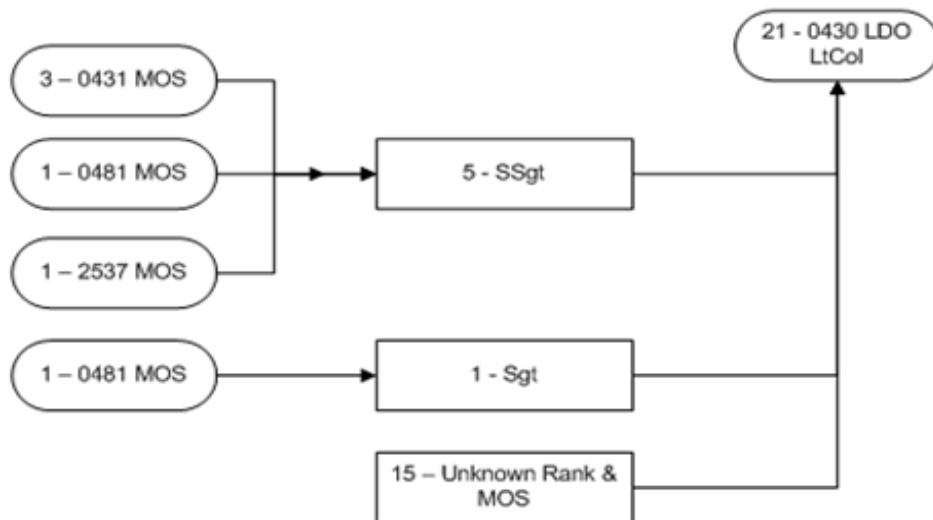 21 - 0430 LDO
LtCol
3 – 0431 MOS
1 – 0481 MOS
5 - SSgt
1 – 2537 MOS
1 – 0481 MOS
1 - Sgt
15 – Unknown Rank &
MOS